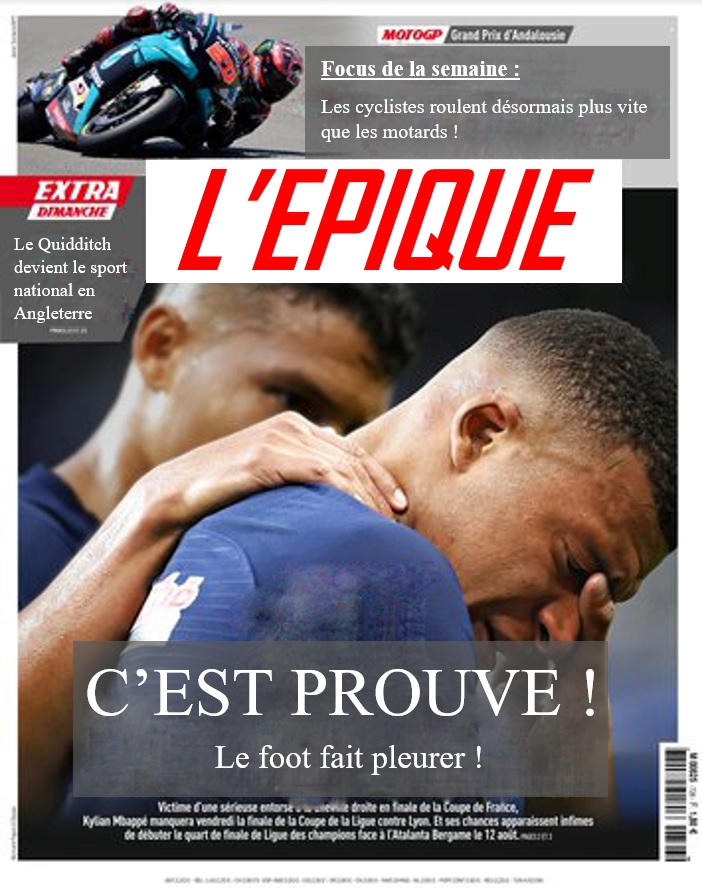 MOTOGP Grand Prix d'Andalousie
Focus de la semaine :
Les cyclistes roulent désormais plus vite
que les motards !
L'EPIQUE
EXTRA
DIMANCHE
Le Quidditch
devient le sport
national en
Angleterre
C'EST PROUVE !
Le foot fait pleurer !
Victime d'une sérieuse entorse à la cheville droite en finale de la Coupe de France,
Kylian Mbappé manquera vendredi la finale de la Coupe de la Ligue contre Lyon. Et ses chances apparaissent infimes
de débuter le quart de finale de Ligue des champions face à l'Atalanta Bergame le 12 août.